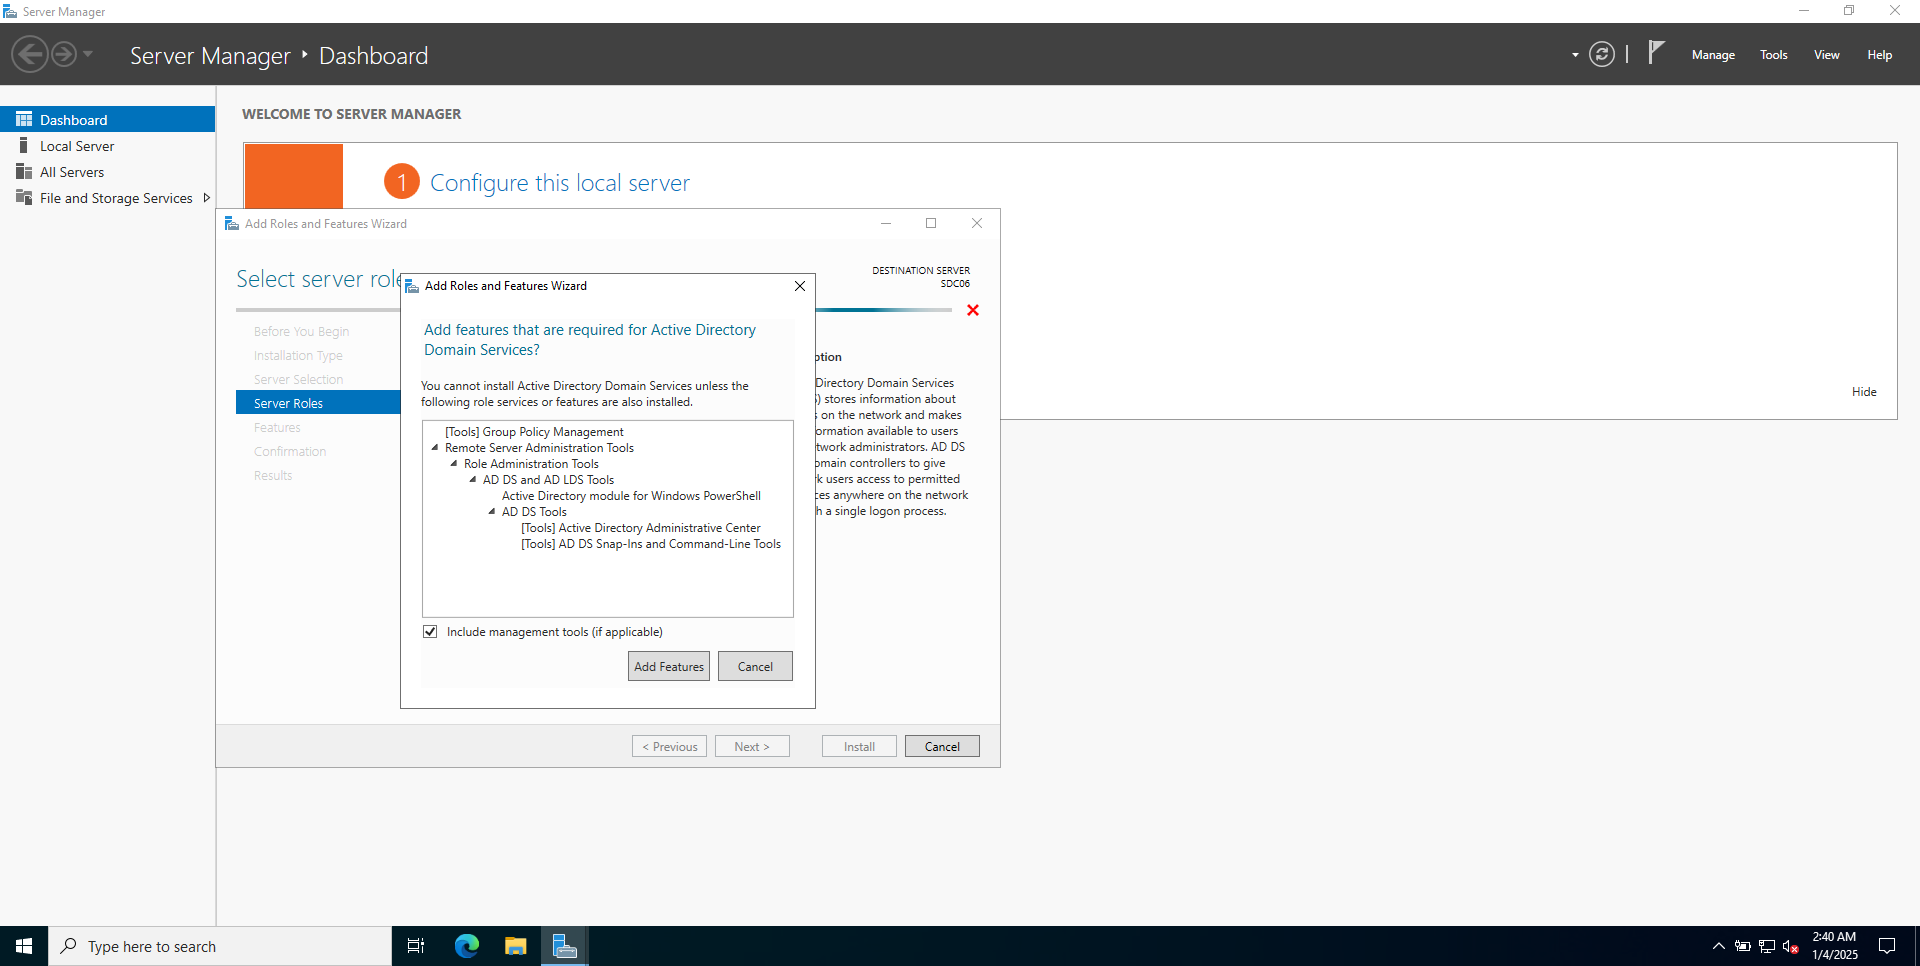 Server Manager
Server Manager
Dashboard
Manage
Tools
View
Help
Dashboard
Local Server
All Servers
File and Storage Services
WELCOME TO SERVER MANAGER
1
Configure this local server
Hide
Add Roles and Features Wizard
Select server
DESTINATION SERVER
SDC06
Before You Begin
Installation Type
Server Selection
Server Roles
Features
Confirmation
Results
Add Roles and Features Wizard
Add features that are required for Active Directory
Domain Services?
You cannot install Active Directory Domain Services unless the
following role services or features are also installed.
[Tools] Group Policy Management
Remote Server Administration Tools
Role Administration Tools
AD DS and AD LDS Tools
Active Directory module for Windows PowerShell
AD DS Tools
[Tools] Active Directory Administrative Center
[Tools] AD DS Snap-Ins and Command-Line Tools
Include management tools (if applicable)
Add Features
Cancel
Directory Domain Services
) stores information about
on the network and makes
ormation available to users
twork administrators. AD DS
omain controllers to give
k users access to permitted
ces anywhere on the network
h a single logon process.
< Previous
Next >
Install
Cancel
Type here to search
2:40 AM
1/4/2025